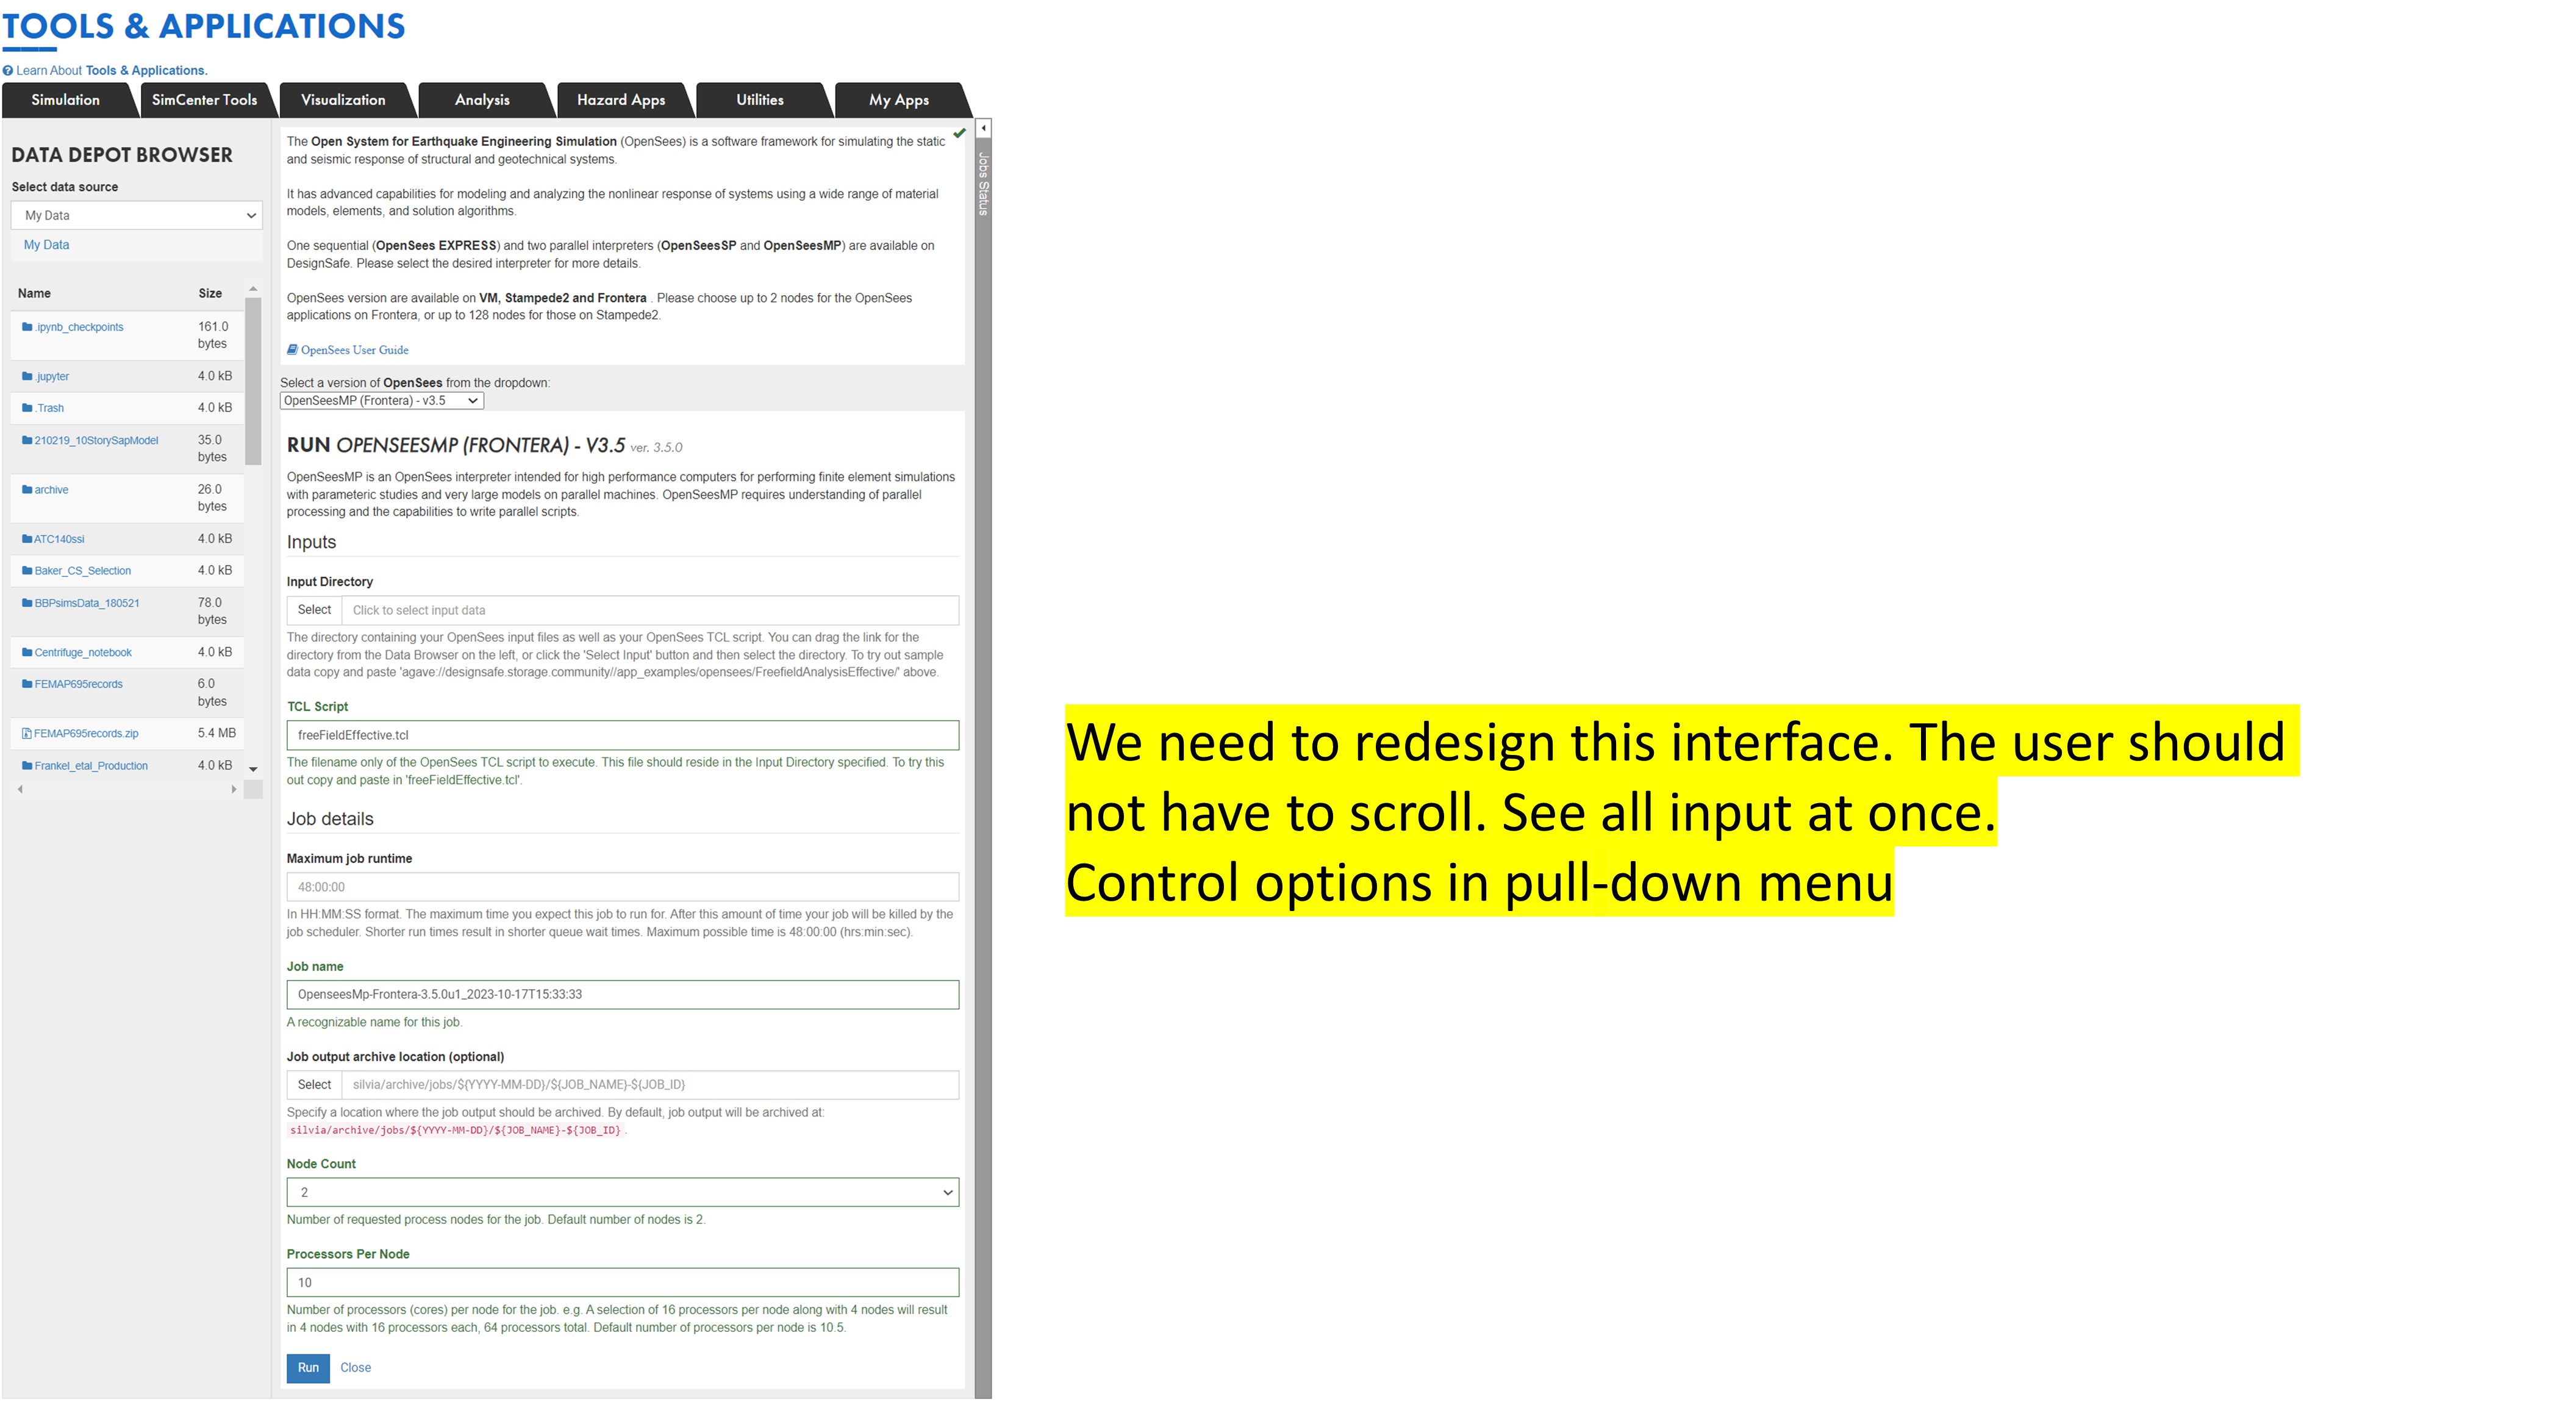 TOOLS & APPLICATIONS
Learn About Tools & Applications.
Simulation
SimCenter Tools
Visualization
Analysis
Hazard Apps
Utilities
My Apps
DATA DEPOT BROWSER
Select data source
My Data
My Data
Name Size
.ipynb_checkpoints 161.0
bytes
.jupyter 4.0 kB
.Trash 4.0 kB
210219_10StorySapModel 35.0
bytes
archive 26.0
bytes
ATC140ssi 4.0 kB
Baker_CS_Selection 4.0 kB
BBPsimsData_180521 78.0
bytes
Centrifuge_notebook 4.0 kB
FEMAP695records 6.0
bytes
FEMAP695records.zip 5.4 MB
Frankel_etal_Production 4.0 kB
The Open System for Earthquake Engineering Simulation (OpenSees) is a software framework for simulating the static
and seismic response of structural and geotechnical systems.
It has advanced capabilities for modeling and analyzing the nonlinear response of systems using a wide range of material
models, elements, and solution algorithms.
One sequential (OpenSees EXPRESS) and two parallel interpreters (OpenSeesSP and OpenSeesMP) are available on
DesignSafe. Please select the desired interpreter for more details.
OpenSees version are available on VM, Stampede2 and Frontera . Please choose up to 2 nodes for the OpenSees
applications on Frontera, or up to 128 nodes for those on Stampede2.
OpenSees User Guide
Select a version of OpenSees from the dropdown:
OpenSeesMP (Frontera) - v3.5
RUN OPENSEESMP (FRONTERA) - V3.5 ver. 3.5.0
OpenSeesMP is an OpenSees interpreter intended for high performance computers for performing finite element simulations
with parameteric studies and very large models on parallel machines. OpenSeesMP requires understanding of parallel
processing and the capabilities to write parallel scripts.
Inputs
Input Directory
Select Click to select input data
The directory containing your OpenSees input files as well as your OpenSees TCL script. You can drag the link for the
directory from the Data Browser on the left, or click the 'Select Input' button and then select the directory. To try out sample
data copy and paste 'agave://designsafe.storage.community//app_examples/opensees/FreefieldAnalysisEffective/' above.
TCL Script
freeFieldEffective.tcl
The filename only of the OpenSees TCL script to execute. This file should reside in the Input Directory specified. To try this
out copy and paste in 'freeFieldEffective.tcl'.
Job details
Maximum job runtime
48:00:00
In HH:MM:SS format. The maximum time you expect this job to run for. After this amount of time your job will be killed by the
job scheduler. Shorter run times result in shorter queue wait times. Maximum possible time is 48:00:00 (hrs:min:sec).
Job name
OpenseesMp-Frontera-3.5.0u1_2023-10-17T15:33:33
A recognizable name for this job.
Job output archive location (optional)
Select silvia/archive/jobs/${YYYY-MM-DD}/${JOB_NAME}-${JOB_ID}
Specify a location where the job output should be archived. By default, job output will be archived at:
silvia/archive/jobs/${YYYY-MM-DD}/${JOB_NAME}-${JOB_ID} .
Node Count
2
Number of requested process nodes for the job. Default number of nodes is 2.
Processors Per Node
10
Number of processors (cores) per node for the job. e.g. A selection of 16 processors per node along with 4 nodes will result
in 4 nodes with 16 processors each, 64 processors total. Default number of processors per node is 10.5.
Run Close
Jobs Status
We need to redesign this interface. The user should
not have to scroll. See all input at once.
Control options in pull-down menu